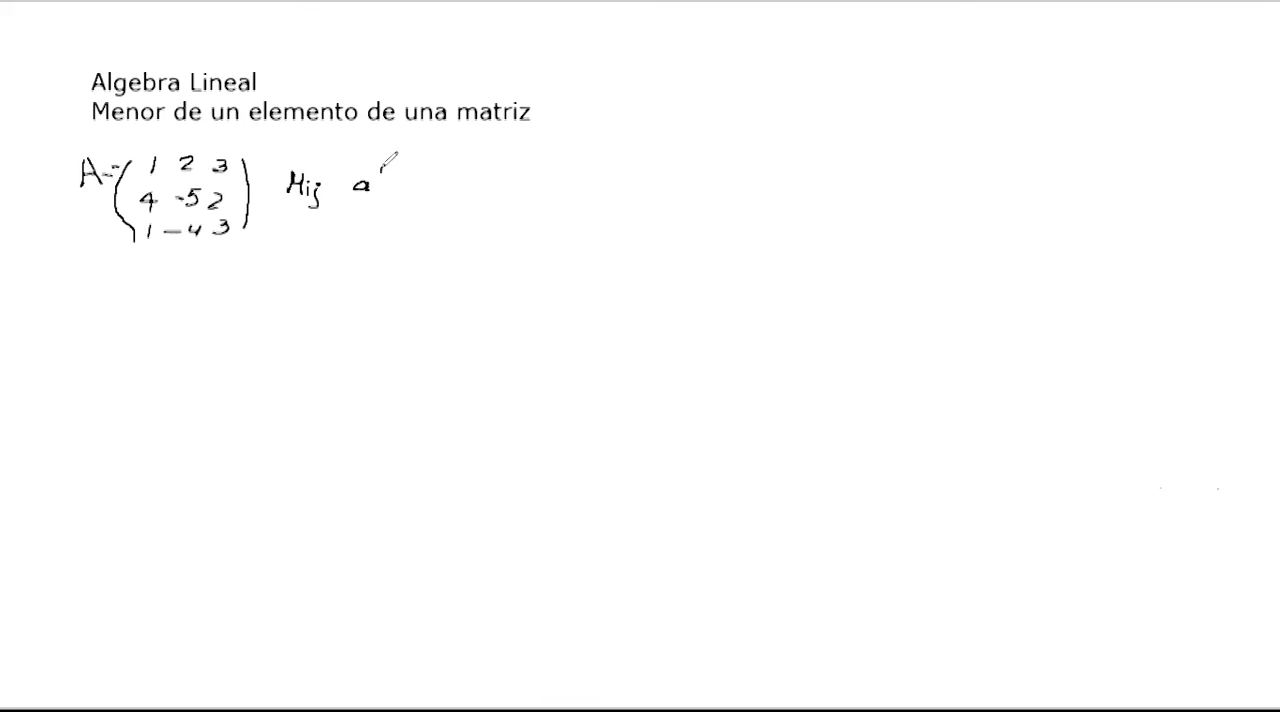 Algebra Lineal
Menor de un elemento de una matriz
A = ( 1 2 3
4 -5 2
1 -4 3 ) Mij a